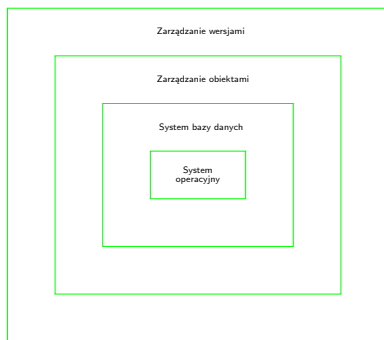 Zarządzanie wersjami
Zarządzanie obiektami
System bazy danych
System
operacyjny